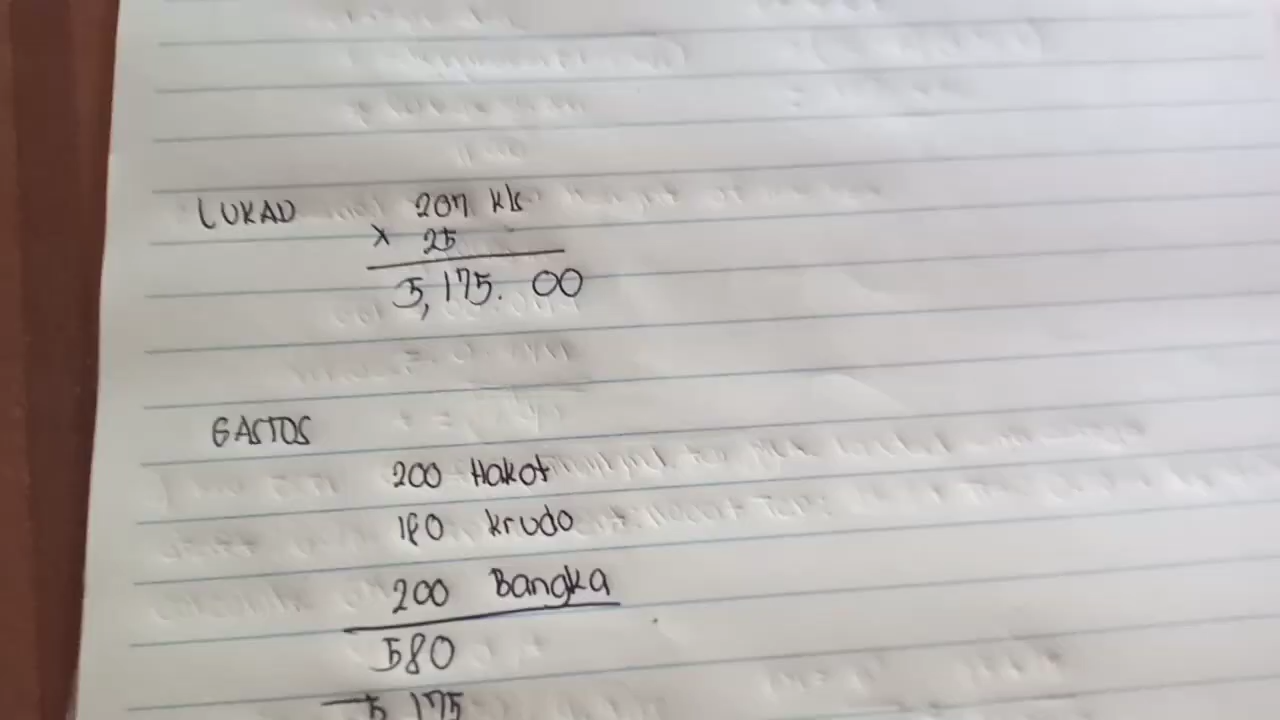 LUKAD 207 kls
x 25
5,175.00
GASTOS
200 Hakot
180 krudo
200 Bangka
580
5,175